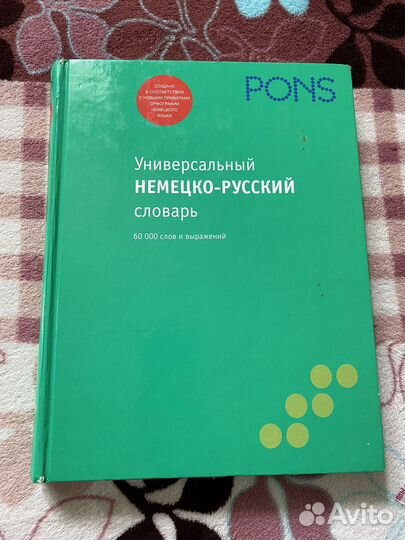 СОЗДАНО
В СООТВЕТСТВИИ
С НОВЫМИ ПРАВИЛАМИ
ОРФОГРАФИИ
НЕМЕЦКОГО
ЯЗЫКА
PONS
Универсальный
НЕМЕЦКО-РУССКИЙ
словарь
60 000 слов и выражений
Avito